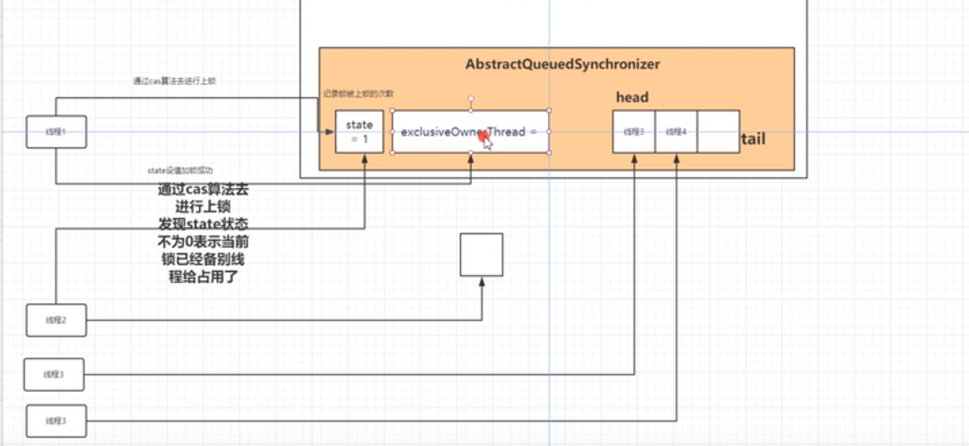 AbstractQueuedSynchronizer
通过cas算法去进行上锁
记录锁被上锁的次数
head
线程1
state
= 1
exclusiveOwnerThread =
线程3
线程4
tail
state设值加锁成功
通过cas算法去
进行上锁
发现state状态
不为0表示当前
锁已经备别线
程给占用了
线程2
线程3
线程3